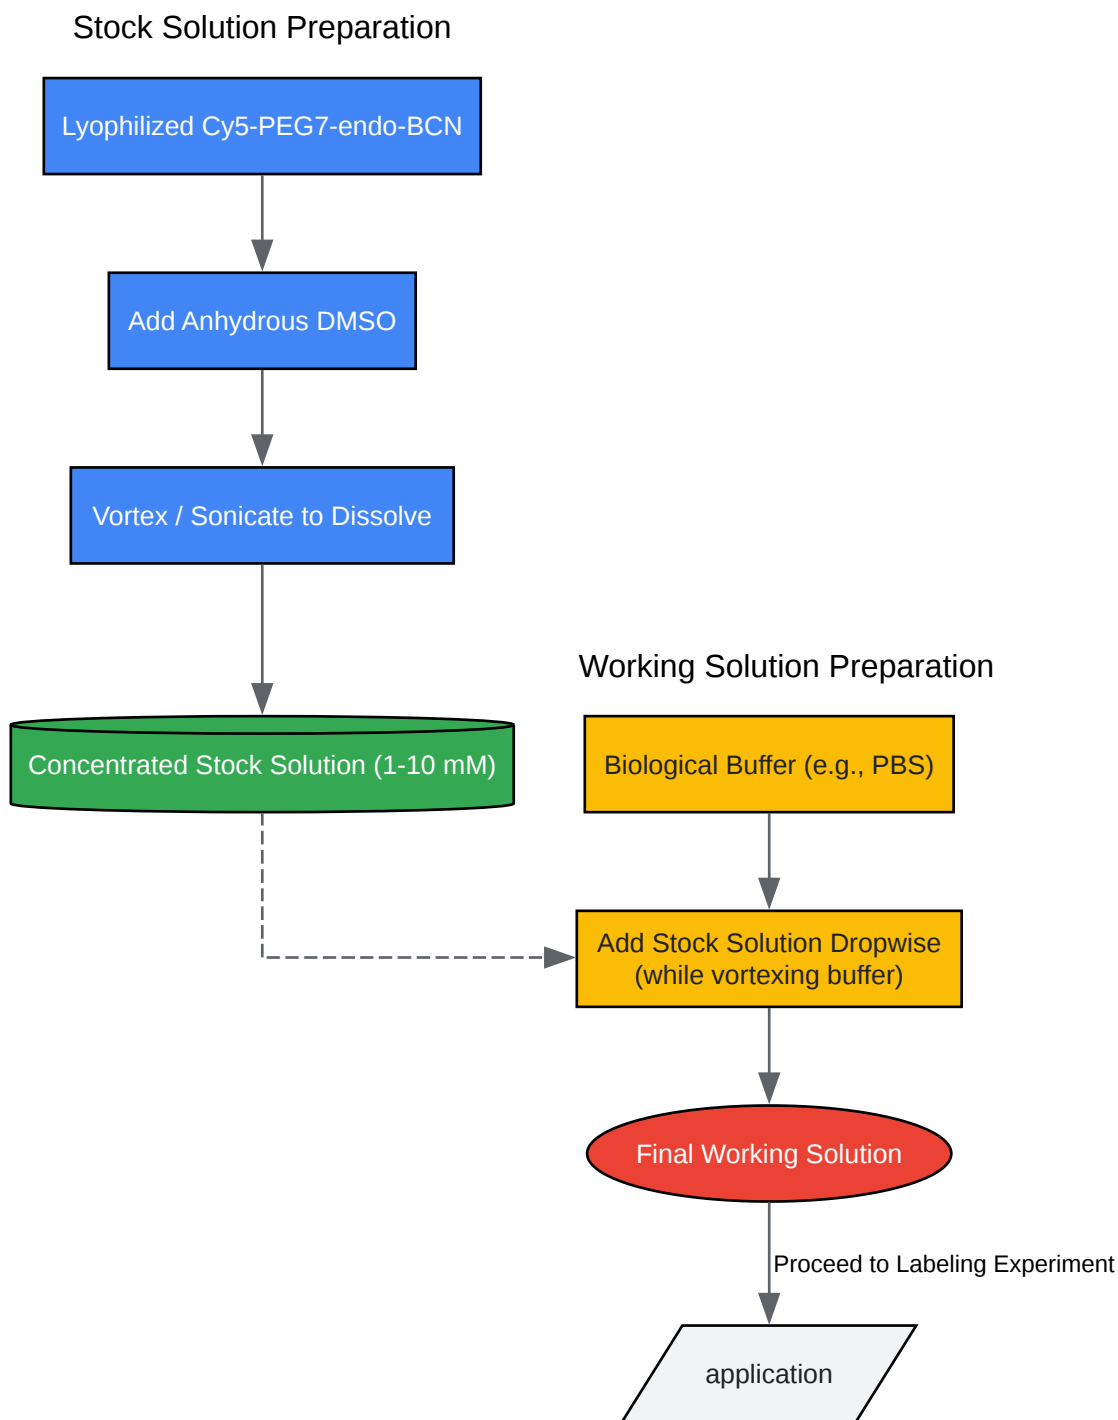 Stock Solution Preparation
Lyophilized Cy5-PEG7-endo-BCN
Add Anhydrous DMSO
Vortex / Sonicate to Dissolve
Concentrated Stock Solution (1-10 mM)
Working Solution Preparation
Biological Buffer (e.g., PBS)
Add Stock Solution Dropwise
(while vortexing buffer)
Final Working Solution
Proceed to Labeling Experiment
application